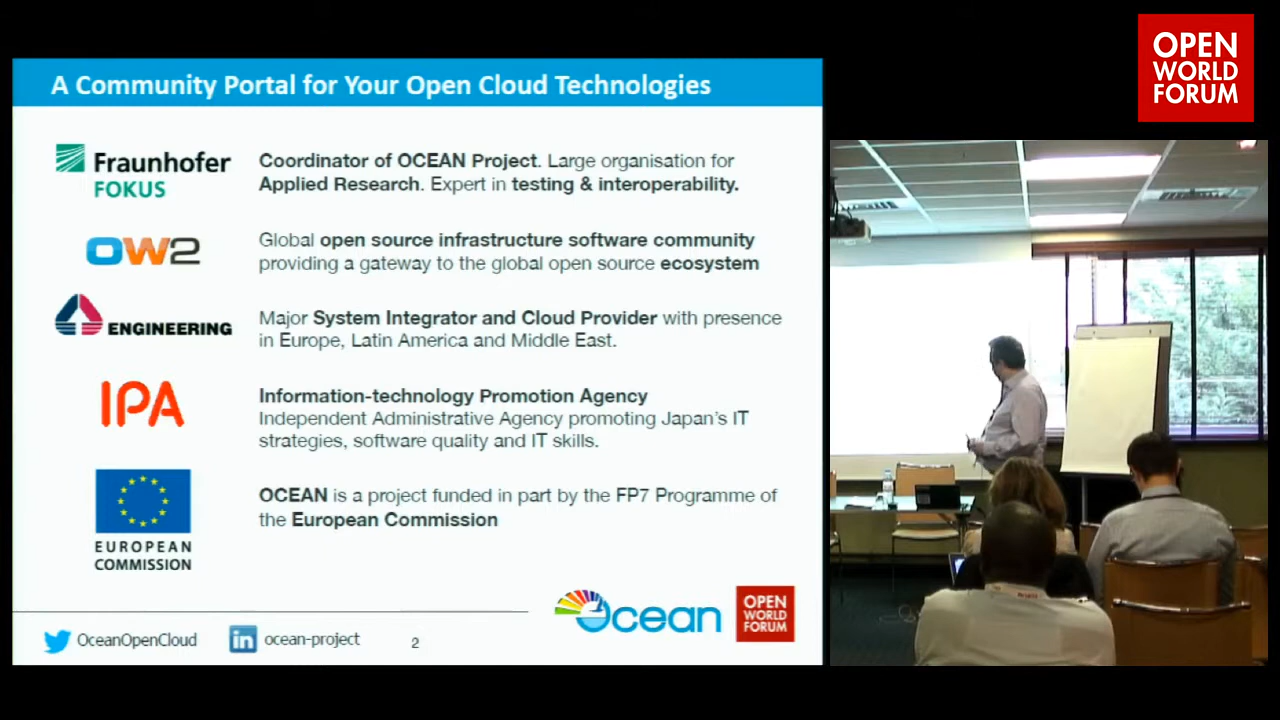 OPEN
WORLD
FORUM
A Community Portal for Your Open Cloud Technologies
Fraunhofer
FOKUS
Coordinator of OCEAN Project. Large organisation for
Applied Research. Expert in testing & interoperability.
OW2
Global open source infrastructure software community
providing a gateway to the global open source ecosystem
ENGINEERING
Major System Integrator and Cloud Provider with presence
in Europe, Latin America and Middle East.
IPA
Information-technology Promotion Agency
Independent Administrative Agency promoting Japan's IT
strategies, software quality and IT skills.
EUROPEAN
COMMISSION
OCEAN is a project funded in part by the FP7 Programme of
the European Commission
OceanOpenCloud
in
ocean-project
2
Ocean
OPEN
WORLD
FORUM